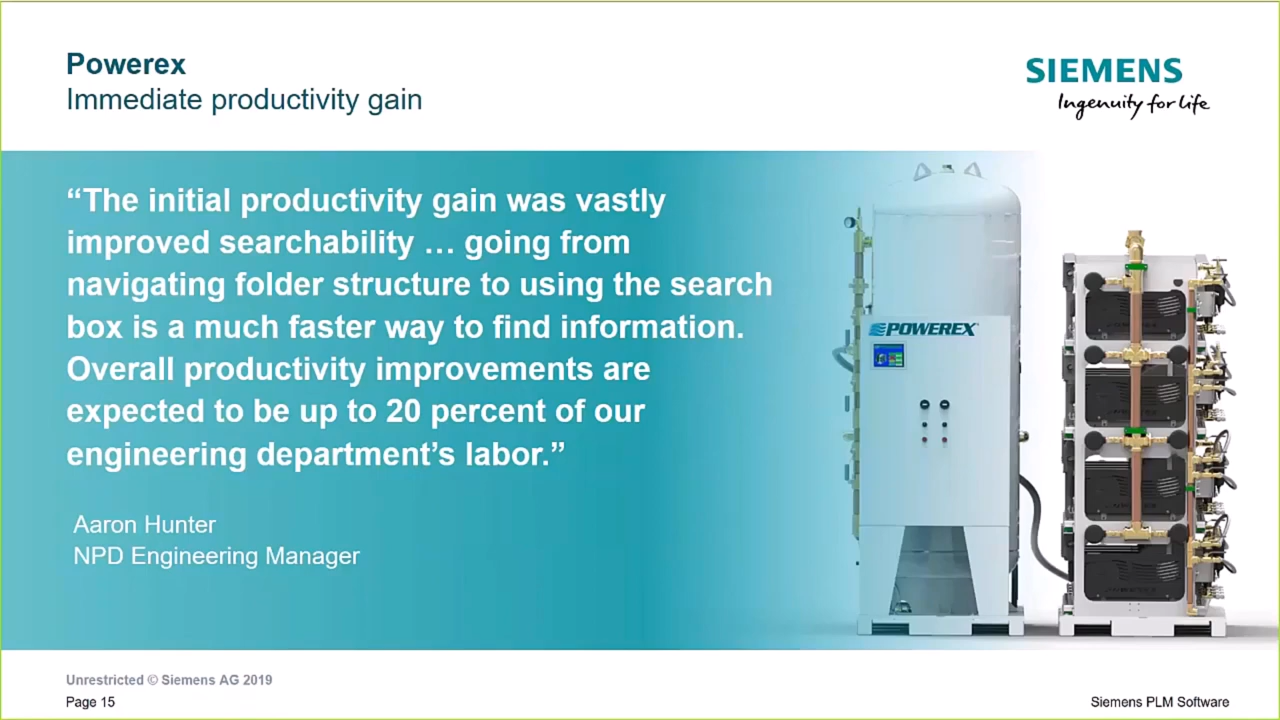 Powerex
Immediate productivity gain
SIEMENS
Ingenuity for life
“The initial productivity gain was vastly
improved searchability … going from
navigating folder structure to using the search
box is a much faster way to find information.
Overall productivity improvements are
expected to be up to 20 percent of our
engineering department’s labor.”
Aaron Hunter
NPD Engineering Manager
POWEREX
Unrestricted © Siemens AG 2019
Page 15
Siemens PLM Software